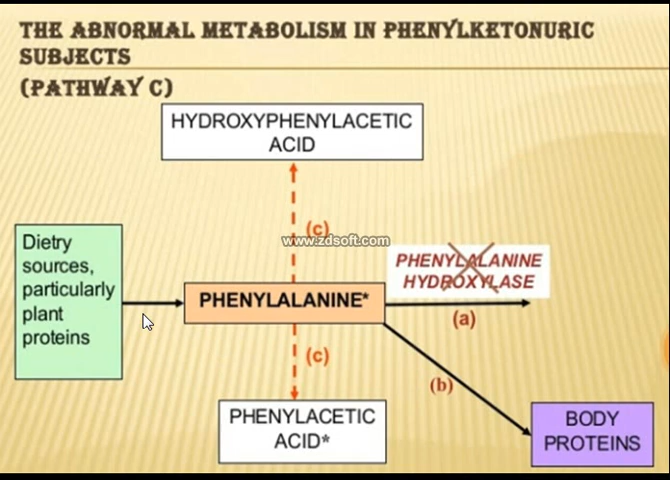 THE ABNORMAL METABOLISM IN PHENYLKETONURIC
SUBJECTS
(PATHWAY C)
HYDROXYPHENYLACETIC
ACID
(c)
www.zdsoft.com
Dietry
sources,
particularly
plant
proteins
PHENYLALANINE
HYDROXYLASE
PHENYLALANINE*
(a)
(c)
(b)
PHENYLACETIC
ACID*
BODY
PROTEINS